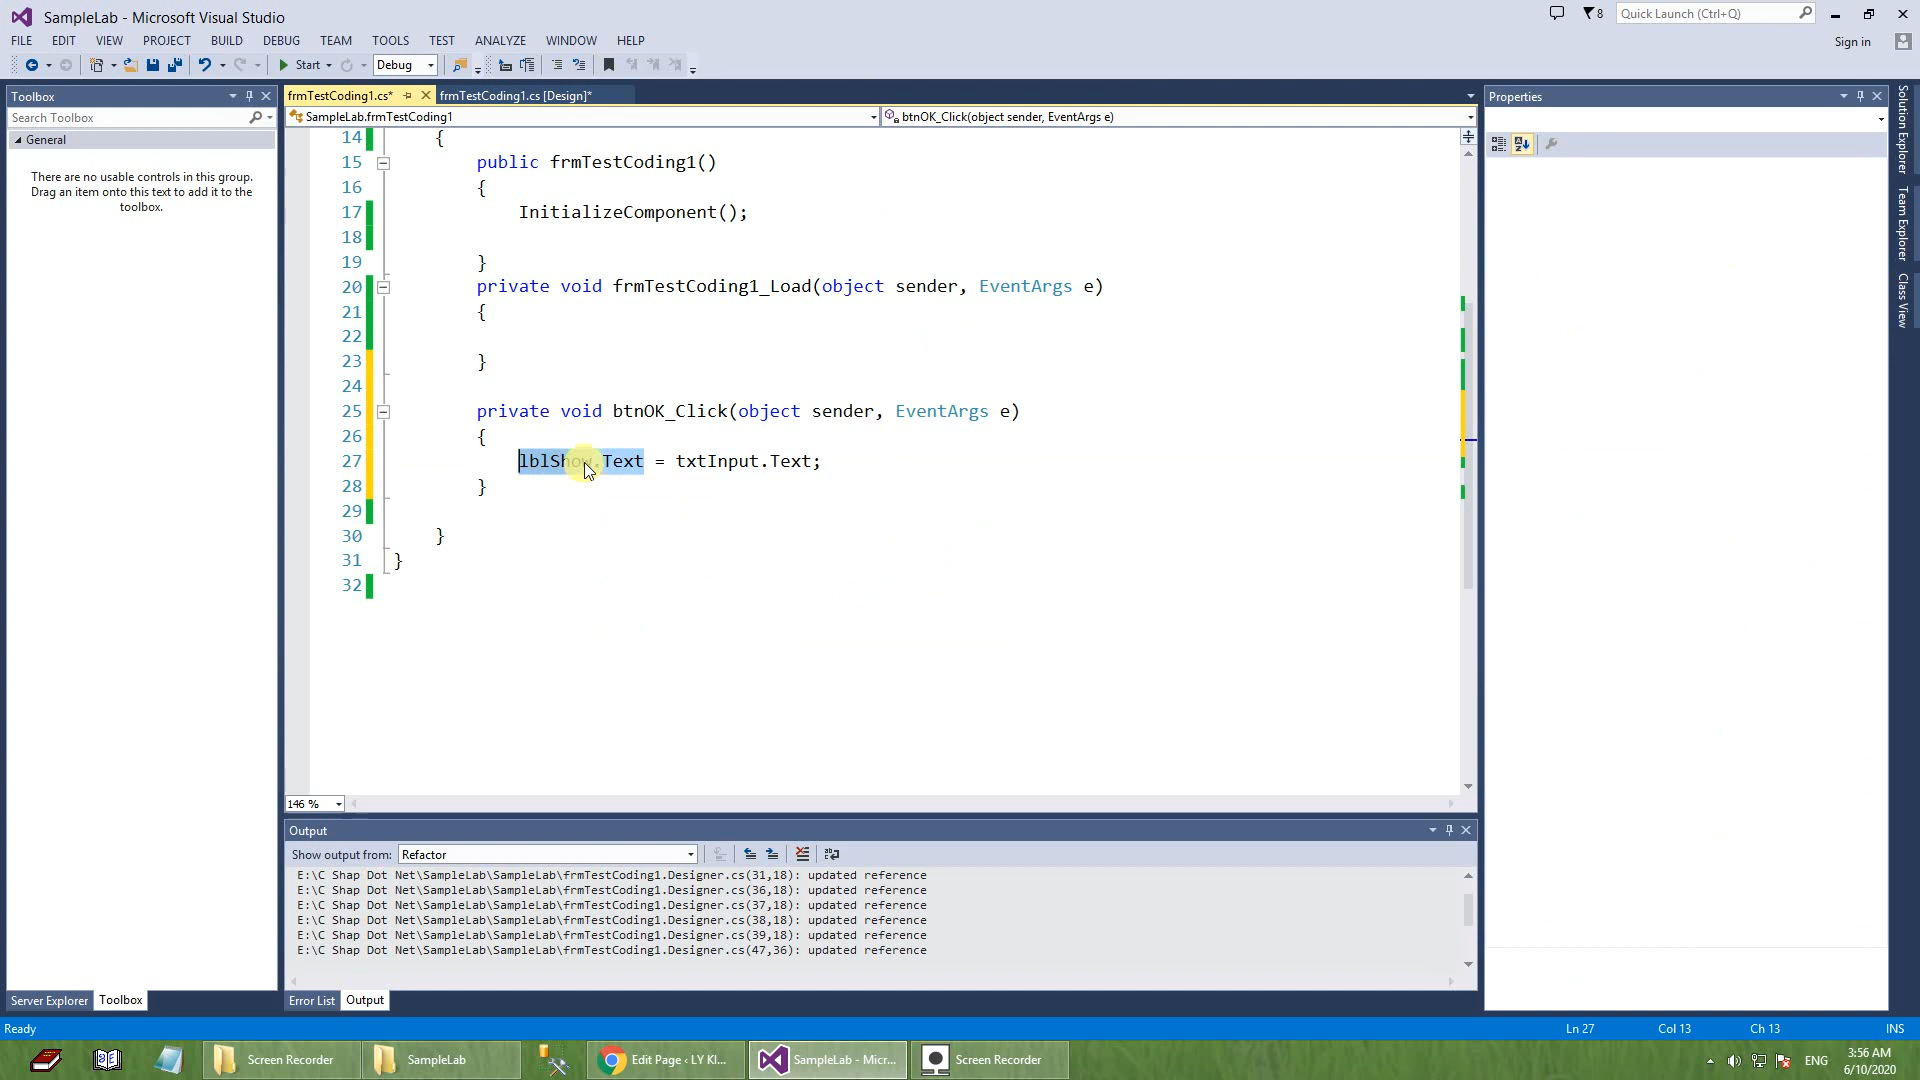 SampleLab - Microsoft Visual Studio
8
Quick Launch (Ctrl+Q)
FILE EDIT VIEW PROJECT BUILD DEBUG TEAM TOOLS TEST ANALYZE WINDOW HELP
Sign in
Start
Debug
Toolbox
Search Toolbox
General
There are no usable controls in this group.
Drag an item onto this text to add it to the
toolbox.
Server Explorer
Toolbox
frmTestCoding1.cs*
frmTestCoding1.cs [Design]*
SampleLab.frmTestCoding1
btnOK_Click(object sender, EventArgs e)
14 {
15 public frmTestCoding1()
16 {
17 InitializeComponent();
18
19 }
20 private void frmTestCoding1_Load(object sender, EventArgs e)
21 {
22
23 }
24
25 private void btnOK_Click(object sender, EventArgs e)
26 {
27 lblShow.Text = txtInput.Text;
28 }
29
30 }
31 }
32
146 %
Output
Show output from: Refactor
E:\C Shap Dot Net\SampleLab\SampleLab\frmTestCoding1.Designer.cs(31,18): updated reference
E:\C Shap Dot Net\SampleLab\SampleLab\frmTestCoding1.Designer.cs(36,18): updated reference
E:\C Shap Dot Net\SampleLab\SampleLab\frmTestCoding1.Designer.cs(37,18): updated reference
E:\C Shap Dot Net\SampleLab\SampleLab\frmTestCoding1.Designer.cs(38,18): updated reference
E:\C Shap Dot Net\SampleLab\SampleLab\frmTestCoding1.Designer.cs(39,18): updated reference
E:\C Shap Dot Net\SampleLab\SampleLab\frmTestCoding1.Designer.cs(47,36): updated reference
Error List
Output
Properties
Solution Explorer
Team Explorer
Class View
Ready
Ln 27
Col 13
Ch 13
INS
Screen Recorder
SampleLab
Edit Page ‹ LY KI...
SampleLab - Micr...
Screen Recorder
ENG
3:56 AM
6/10/2020